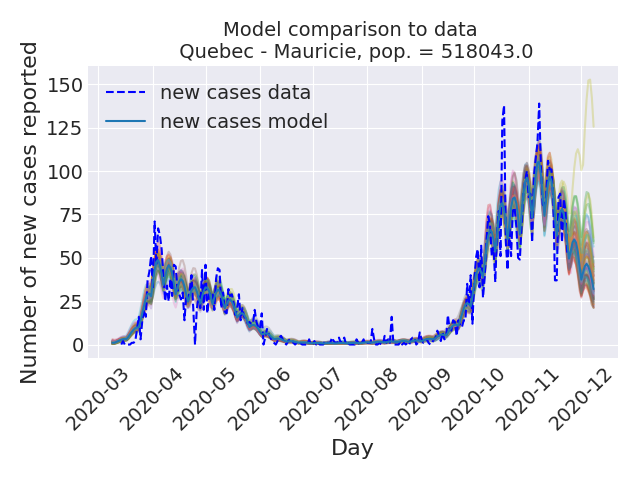 Model comparison to data
Quebec - Mauricie, pop. = 518043.0
Number of new cases reported
150
125
100
75
50
25
0
new cases data
new cases model
2020-03
2020-04
2020-05
2020-06
2020-07
2020-08
2020-09
2020-10
2020-11
2020-12
Day